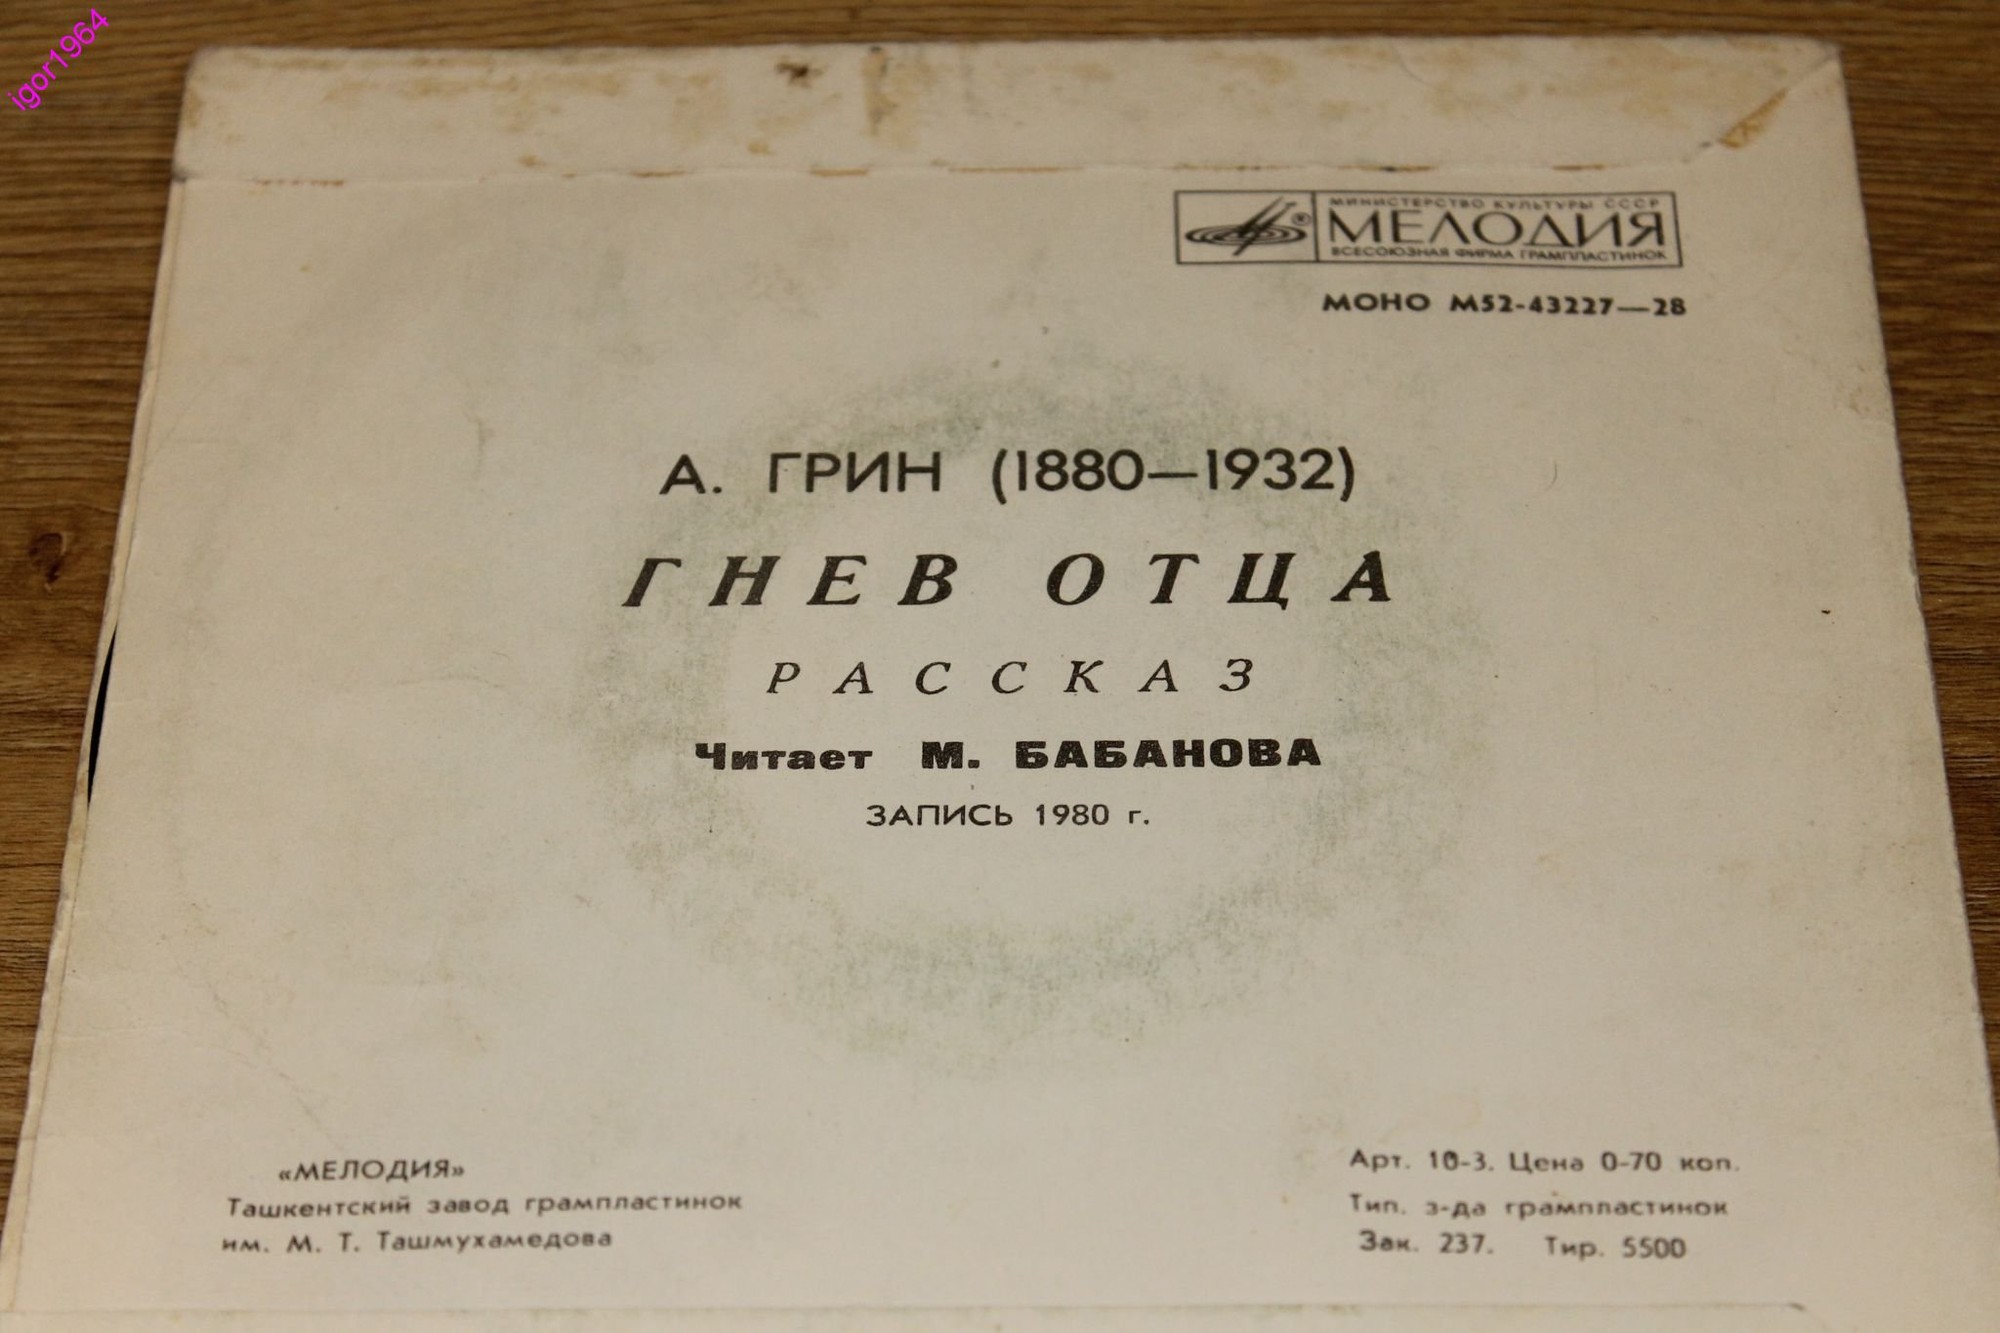 igor1964
МИНИСТЕРСТВО КУЛЬТУРЫ СССР
МЕЛОДИЯ
ВСЕСОЮЗНАЯ ФИРМА ГРАМПЛАСТИНОК
МОНО М52-43227—28
А. ГРИН (1880—1932)
ГНЕВ ОТЦА
РАССКАЗ
Читает М. БАБАНОВА
ЗАПИСЬ 1980 г.
«МЕЛОДИЯ»
Ташкентский завод грампластинок
им. М. Т. Ташмухамедова
Арт. 10-3. Цена 0-70 коп.
Тип. з-да грампластинок
Зак. 237. Тир. 5500